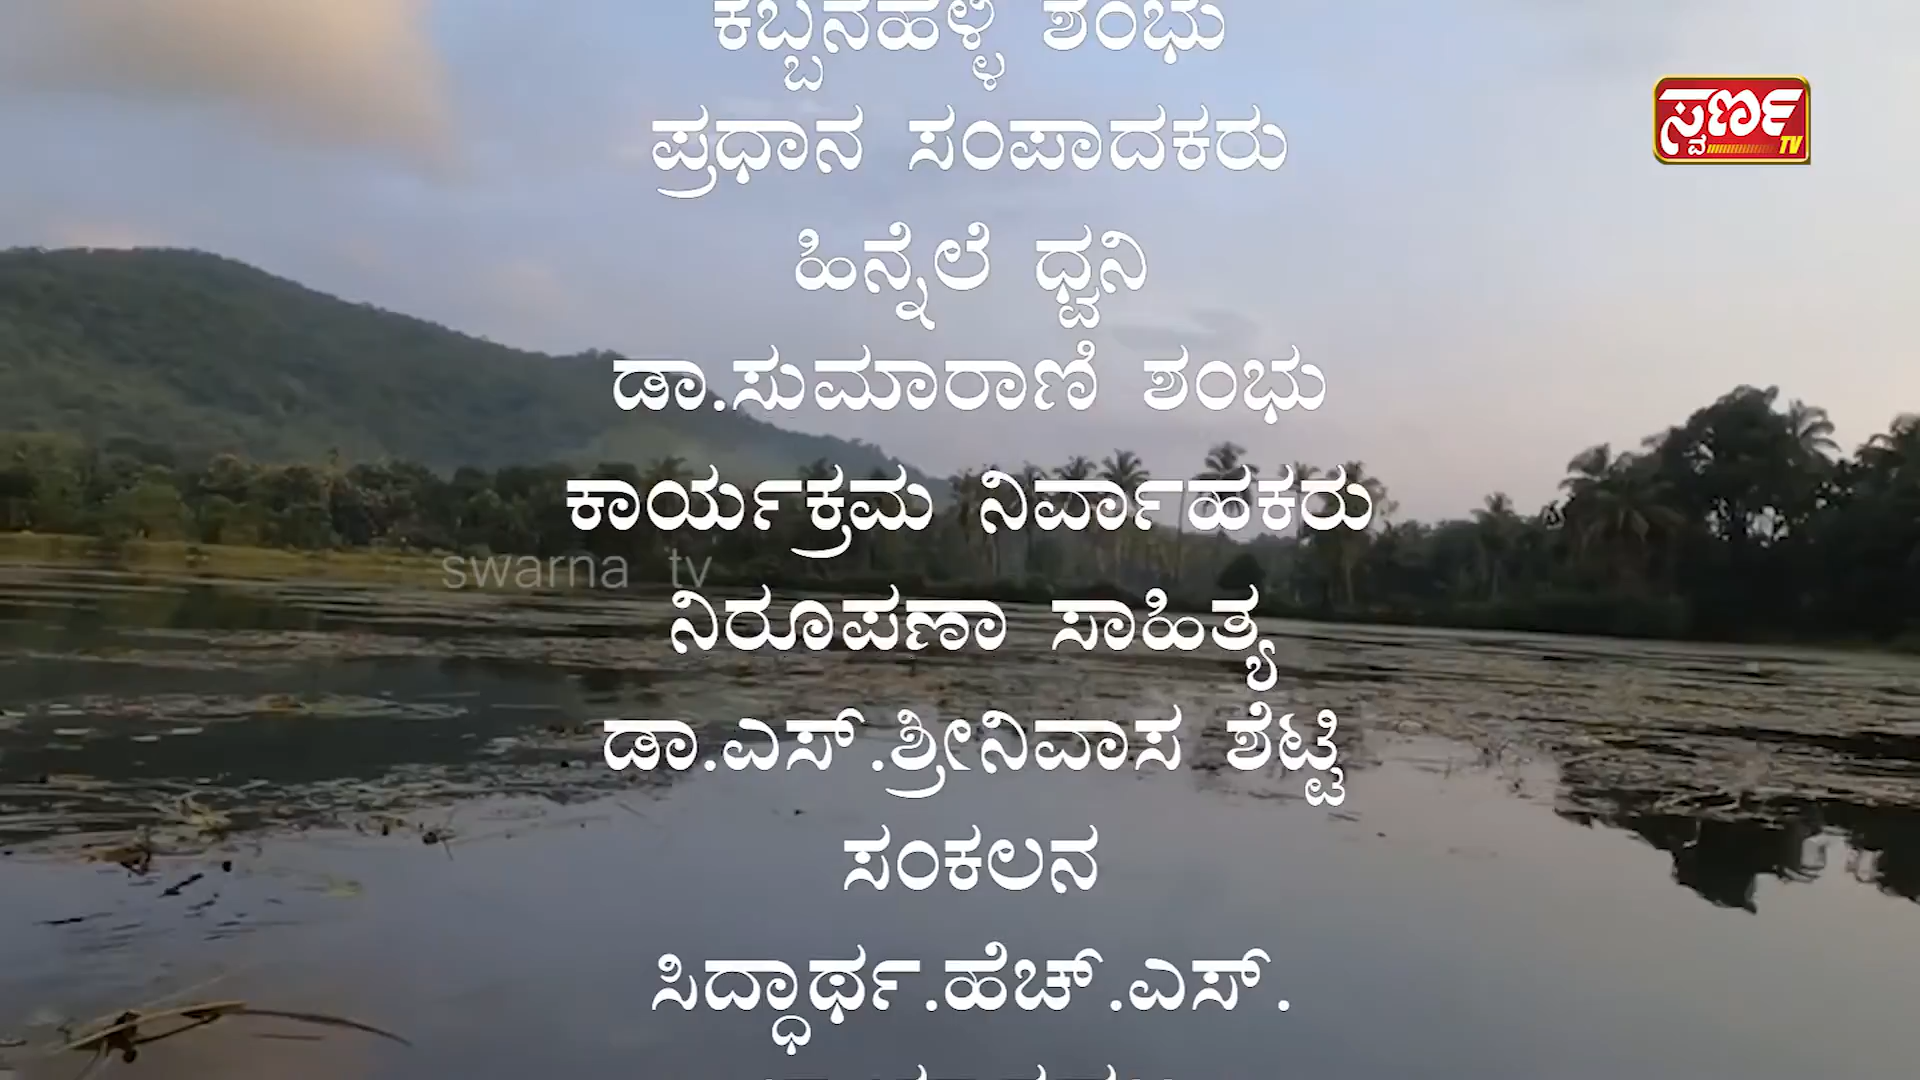 ಕಬ್ಬನಹಳ್ಳಿ ಶಂಭು
ಪ್ರಧಾನ ಸಂಪಾದಕರು
ಹಿನ್ನೆಲೆ ಧ್ವನಿ
ಡಾ.ಸುಮಾರಾಣಿ ಶಂಭು
ಕಾರ್ಯಕ್ರಮ ನಿರ್ವಾಹಕರು
ನಿರೂಪಣಾ ಸಾಹಿತ್ಯ
ಡಾ.ಎಸ್.ಶ್ರೀನಿವಾಸ ಶೆಟ್ಟಿ
ಸಂಕಲನ
ಸಿದ್ಧಾರ್ಥ.ಹೆಚ್.ಎಸ್.
ಸ್ವರ್ಣ TV
swarna tv